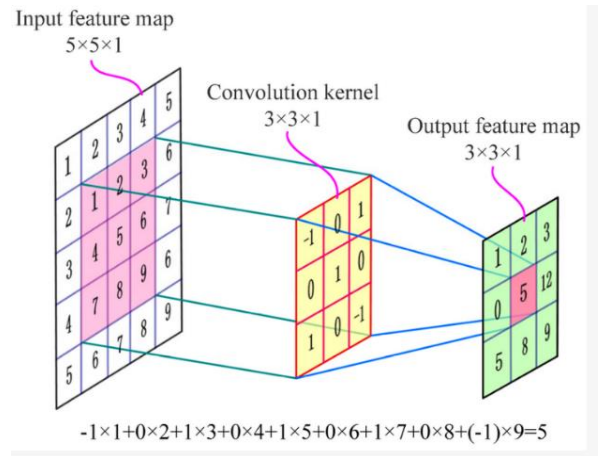 Input feature map
5×5×1
Convolution kernel
3×3×1
Output feature map
3×3×1
1 2 3 4 5
2 1 2 3 6
3 4 5 6 7
4 7 8 9 6
5 6 7 8 9
-1 0 1
0 1 0
1 0 -1
1 2 3
0 5 12
5 8 9
-1×1+0×2+1×3+0×4+1×5+0×6+1×7+0×8+(-1)×9=5